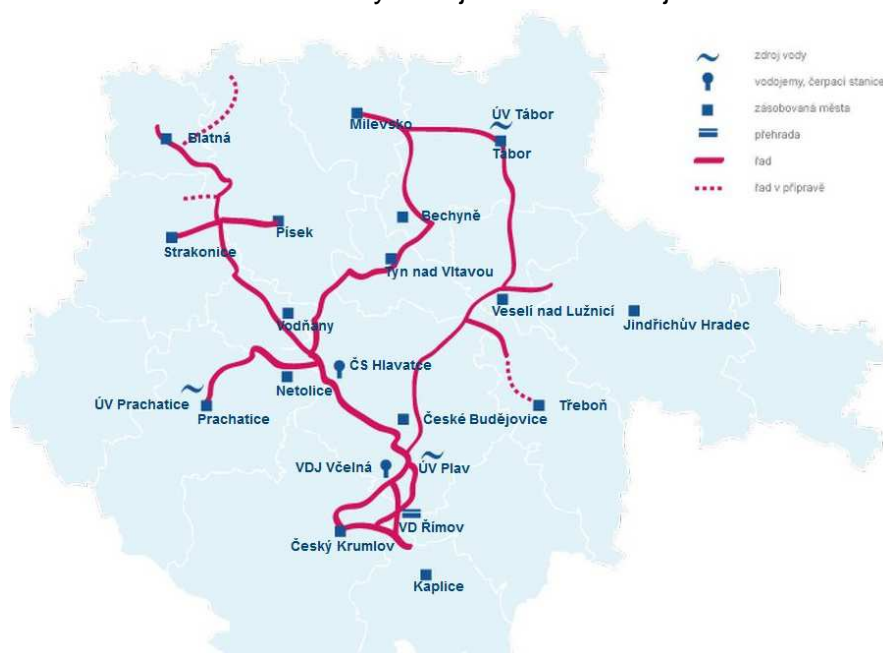 zdroj vody
vodojemy, čerpací stanice
zásobovaná města
přehrada
řad
řad v přípravě
ÚV Tábor
Milevsko
Blatná
Tábor
Bechyně
Písek
Strakonice
Týn nad Vltavou
Veselí nad Lužnicí
Jindřichův Hradec
Vodňany
ČS Hlavatce
Netolice
ÚV Prachatice
Prachatice
České Budějovice
Třeboň
VDJ Včelná
ÚV Plav
VD Římov
Český Krumlov
Kaplice